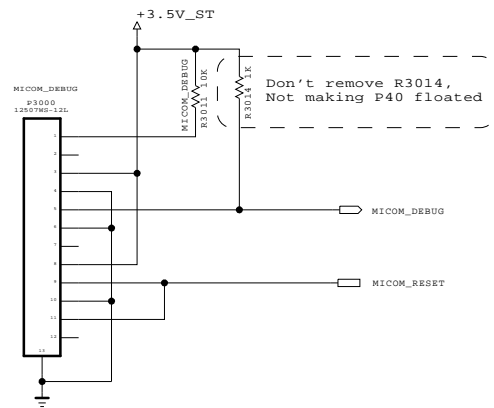 +3.5V_ST
MICOM_DEBUG
P3000
12507WS-12L
MICOM_DEBUG
R3011 10K
R3014 1K
Don't remove R3014,
Not making P40 floated
1
2
3
4
5
6
7
8
9
10
11
12
13
MICOM_DEBUG
MICOM_RESET